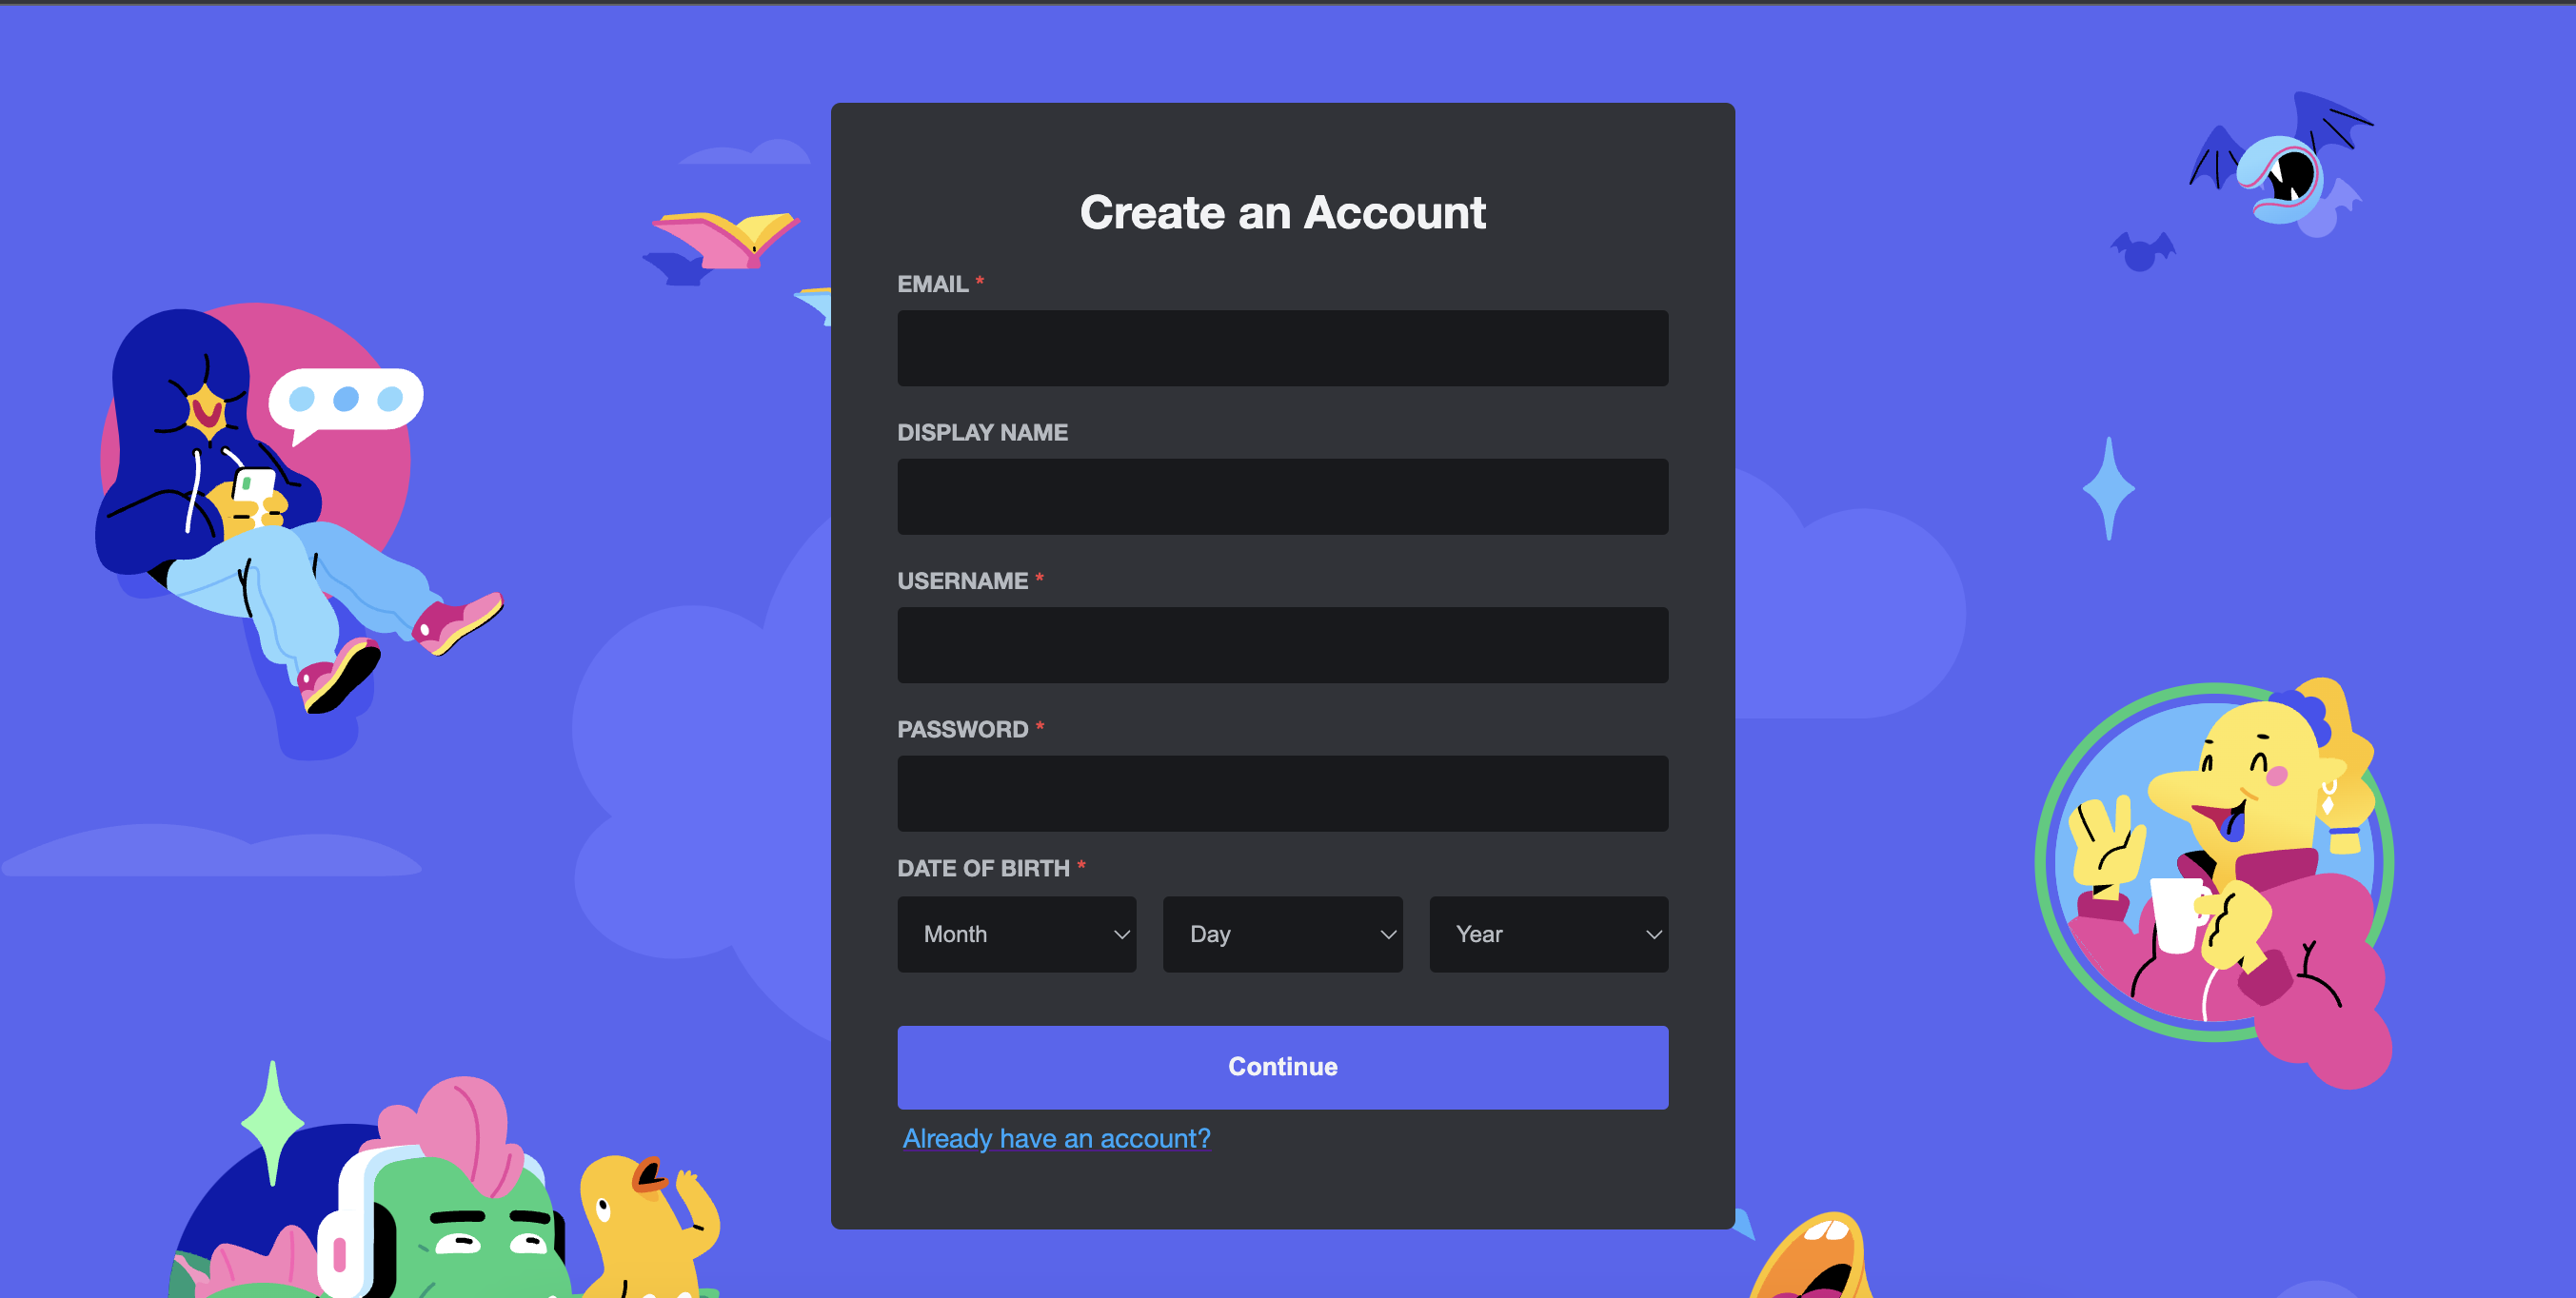 Create an Account
EMAIL *
DISPLAY NAME
USERNAME *
PASSWORD *
DATE OF BIRTH *
Month Day Year
Continue
Already have an account?